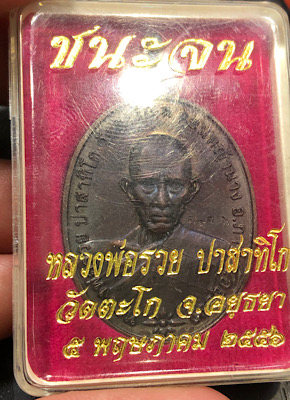 ชนะจน
หลวงพ่อรวย ปาสาทิโก
วัดตะโก จ.อยุธยา
๕ พฤษภาคม ๒๕๕๖